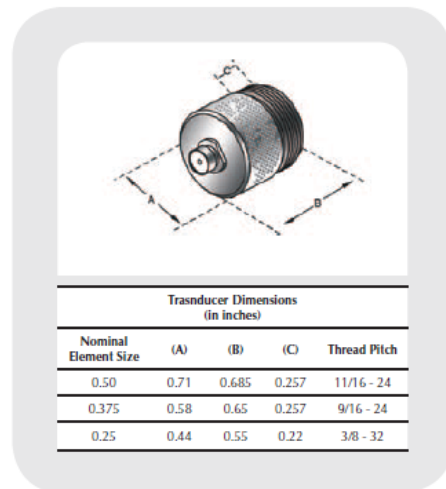 C
A
B
Trasnducer Dimensions
(in inches)
Nominal
Element Size (A) (B) (C) Thread Pitch
0.50 0.71 0.685 0.257 11/16 - 24
0.375 0.58 0.65 0.257 9/16 - 24
0.25 0.44 0.55 0.22 3/8 - 32